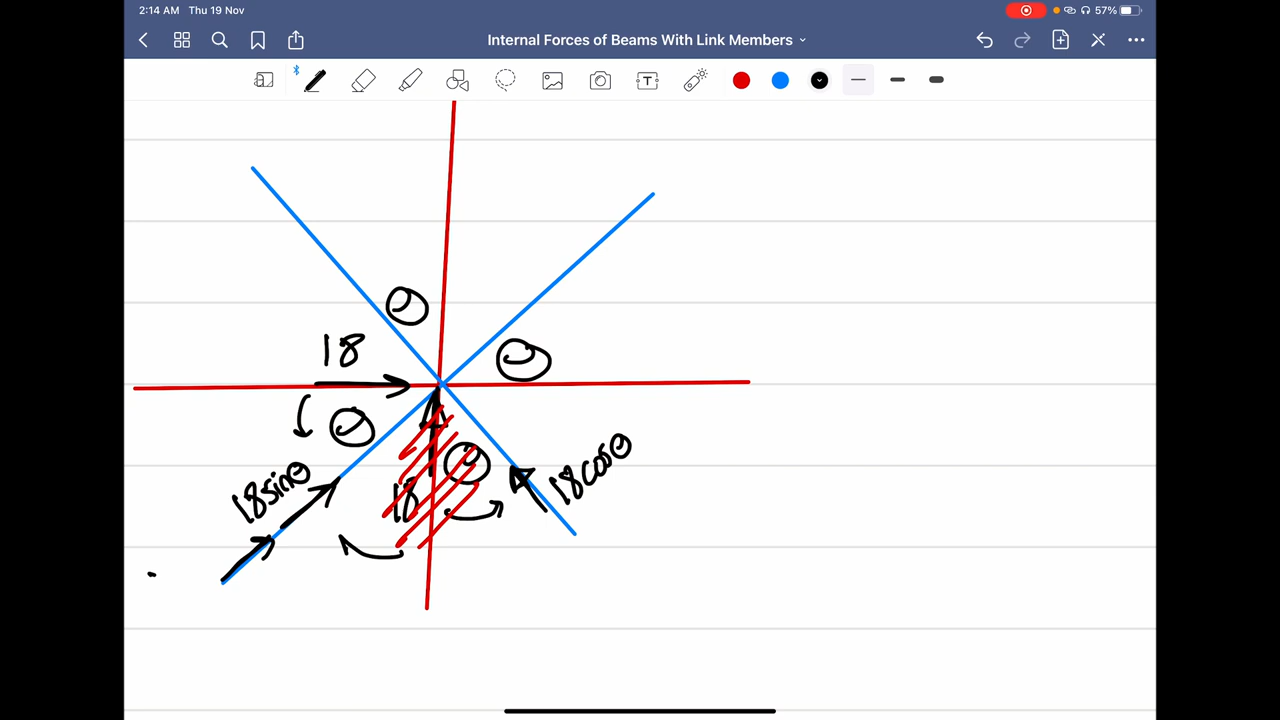 2:14 AM Thu 19 Nov
57%
Internal Forces of Beams With Link Members
T
θ
18
θ
θ
18sinθ
θ
18
18cosθ